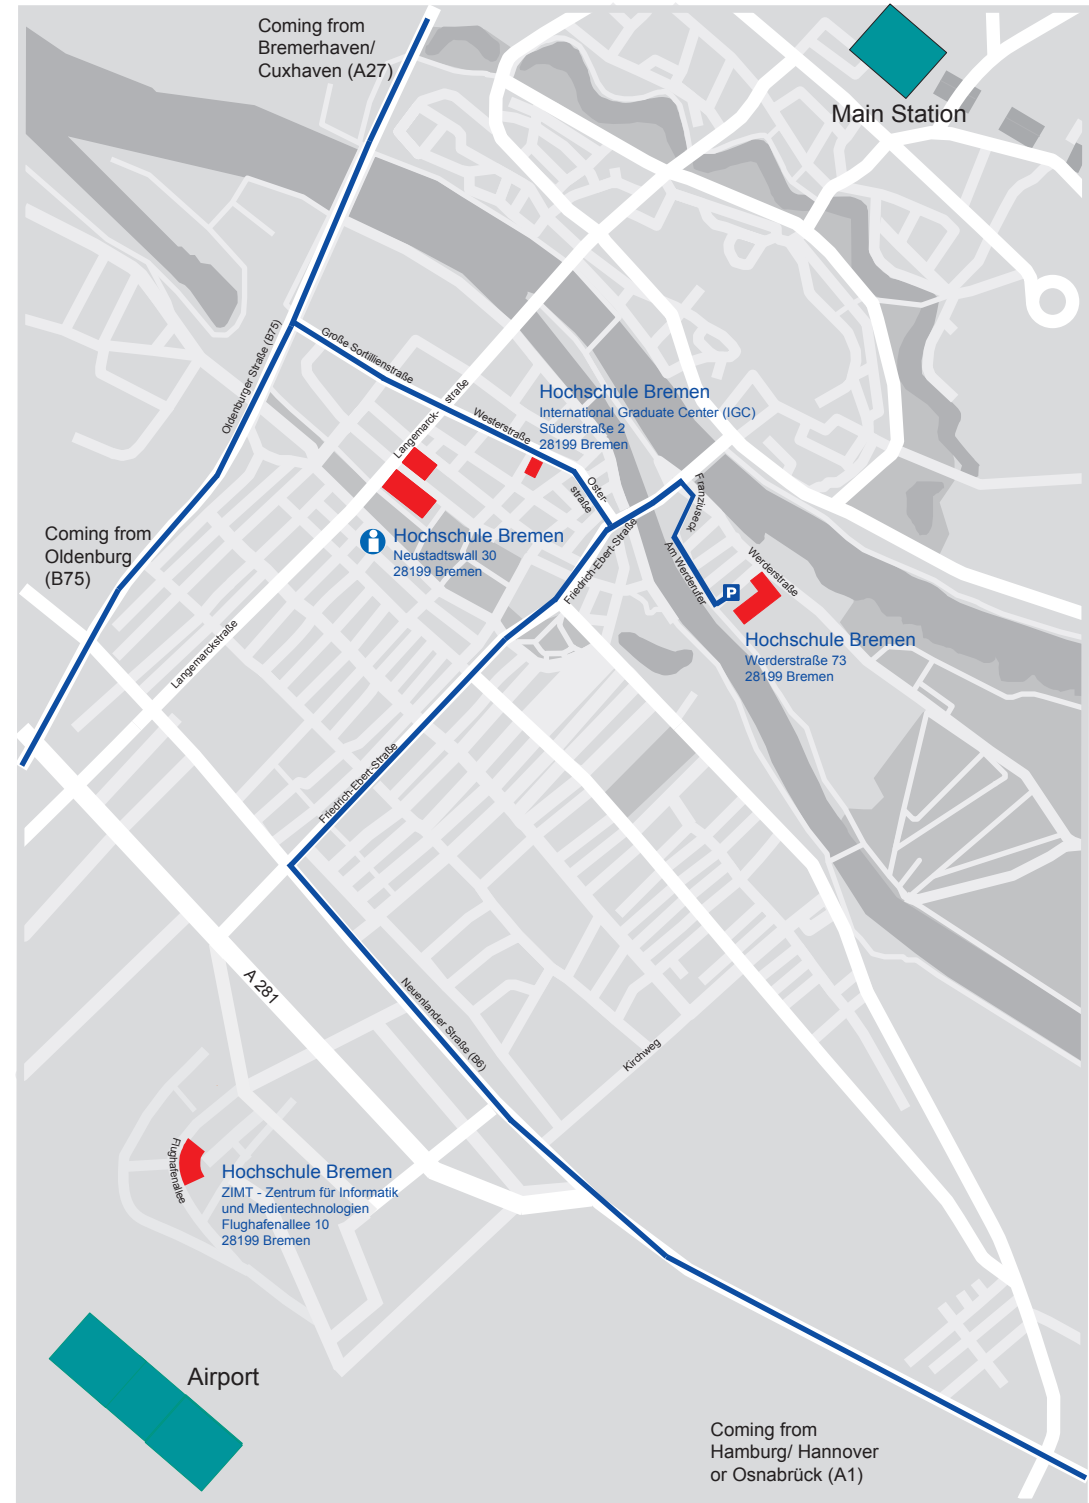 Coming from
Bremerhaven/
Cuxhaven (A27)
Main Station
Oldenburger Straße (B75)
Große Sortillienstraße
Langemarck-
straße
Westerstraße
Hochschule Bremen
International Graduate Center (IGC)
Süderstraße 2
28199 Bremen
Oster-
straße
Franziuseck
Coming from
Oldenburg
(B75)
Hochschule Bremen
Neustadtswall 30
28199 Bremen
Friedrich-Ebert-Straße
Am Werderufer
Werderstraße
P
Hochschule Bremen
Werderstraße 73
28199 Bremen
Langemarckstraße
Friedrich-Ebert-Straße
A 281
Neuenlander Straße (B6)
Kirchweg
Flughafenallee
Hochschule Bremen
ZIMT - Zentrum für Informatik
und Medientechnologien
Flughafenallee 10
28199 Bremen
Airport
Coming from
Hamburg/ Hannover
or Osnabrück (A1)